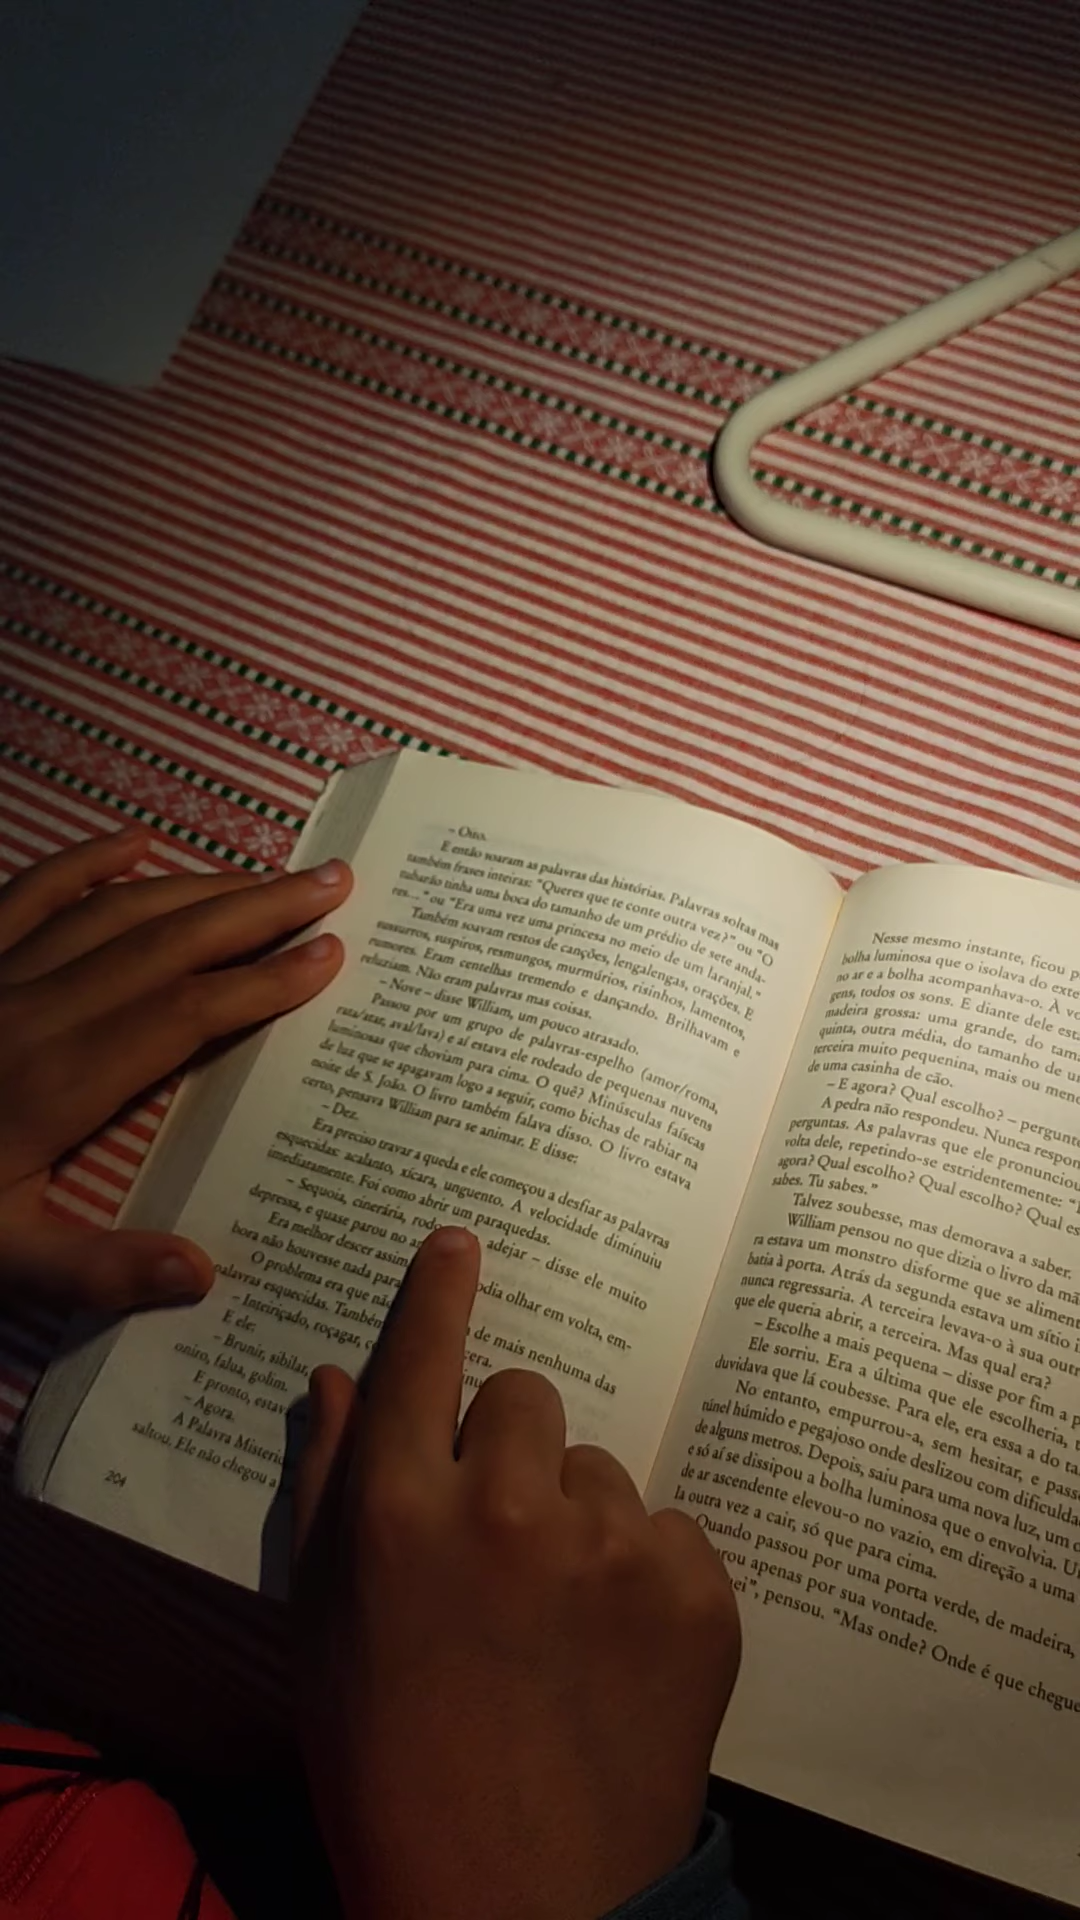 – Oito.
E então soaram as palavras das histórias. Palavras soltas mas
também frases inteiras: "Queres que te conte outra vez?" ou "O
tubarão tinha uma boca do tamanho de um prédio de sete anda-
res..." ou "Era uma vez uma princesa no meio de um laranjal."
Também soavam restos de canções, lengalengas, orações. E
sussurros, suspiros, resmungos, murmúrios, risinhos, lamentos,
rumores. Eram centelhas tremendo e dançando. Brilhavam e
reluziam. Não eram palavras mas coisas.
– Nove – disse William, um pouco atrasado.
Passou por um grupo de palavras-espelho (amor/roma,
rata/atar, aval/lava) e aí estava ele rodeado de pequenas nuvens
luminosas que choviam para cima. O quê? Minúsculas faíscas
de luz que se apagavam logo a seguir, como bichas de rabiar na
noite de S. João. O livro também falava disso. O livro estava
certo, pensava William para se animar. E disse:
– Dez.
Era preciso travar a queda e ele começou a desfiar as palavras
esquecidas: acalanto, xícara, unguento. A velocidade diminuiu
imediatamente. Foi como abrir um paraquedas.
– Sequoia, cinerária, adejar – disse ele muito
depressa, e quase parou no
Era melhor descer assim odia olhar em volta, em-
bora não houvesse nada para
O problema era que não de mais nenhuma das
palavras esquecidas. Também cera.
– Inteiriçado, roçagar, inu
E ele:
– Brunir, sibilar,
oniro, falua, golim.
E pronto, estav
– Agora.
A Palavra Misteri
saltou. Ele não chegou a
204
Nesse mesmo instante, ficou p
bolha luminosa que o isolava do exte
no ar e a bolha acompanhava-o. À vo
gens, todos os sons. E diante dele est
madeira grossa: uma grande, do tam
quinta, outra média, do tamanho de u
terceira muito pequenina, mais ou meno
de uma casinha de cão.
– E agora? Qual escolho? – pergunt
A pedra não respondeu. Nunca respon
perguntas. As palavras que ele pronuncio
volta dele, repetindo-se estridentemente: "
agora? Qual escolho? Qual escolho? Qual es
sabes. Tu sabes."
Talvez soubesse, mas demorava a saber.
William pensou no que dizia o livro da mã
ra estava um monstro disforme que se aliment
batia à porta. Atrás da segunda estava um sítio
nunca regressaria. A terceira levava-o à sua outr
que ele queria abrir, a terceira. Mas qual era?
– Escolhe a mais pequena – disse por fim a p
Ele sorriu. Era a última que ele escolheria,
duvidava que lá coubesse. Para ele, era essa a do ta
No entanto, empurrou-a, sem hesitar, e pass
túnel húmido e pegajoso onde deslizou com dificulda
de alguns metros. Depois, saiu para uma nova luz, um
e só aí se dissipou a bolha luminosa que o envolvia. U
de ar ascendente elevou-o no vazio, em direção a uma
Ia outra vez a cair, só que para cima.
Quando passou por uma porta verde, de madeira,
rou apenas por sua vontade.
uei", pensou. "Mas onde? Onde é que chegue